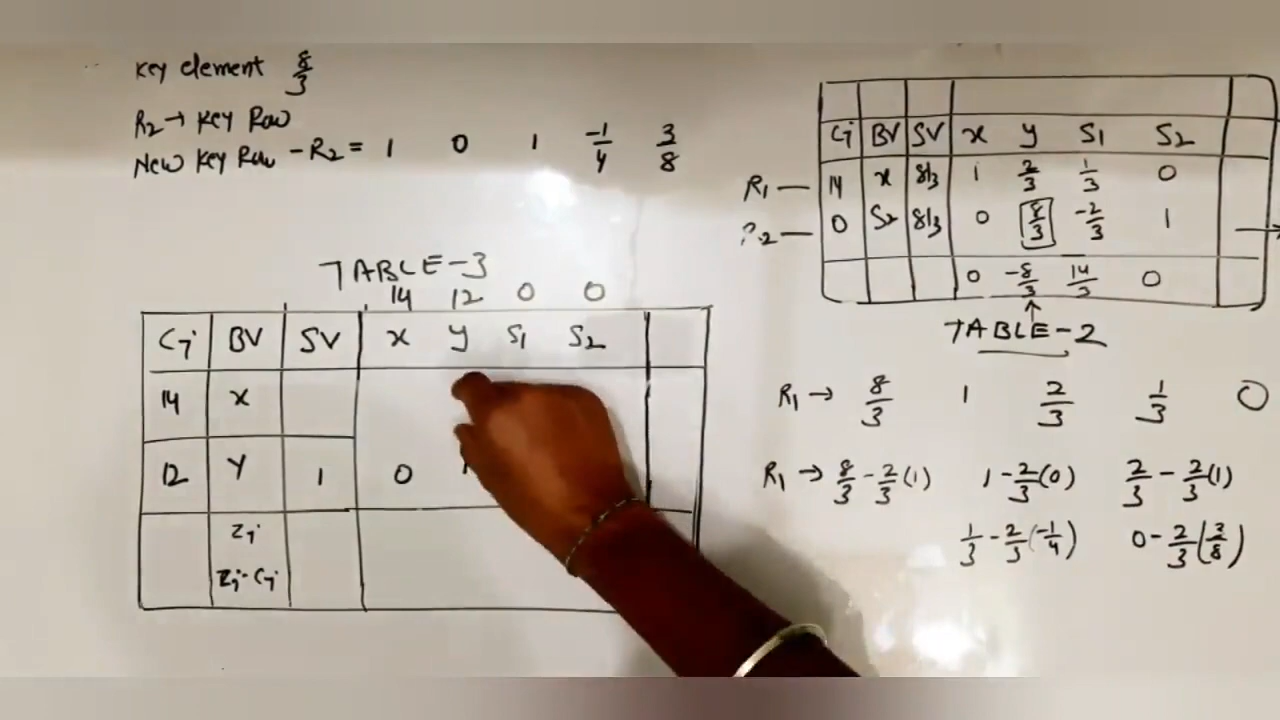 Key element 8/3
R2 → Key Row
New Key Row - R2 = 1 0 1 -1/4 3/8
TABLE-3
14 12 0 0
Cj BV SV x y S1 S2
14 x
12 y 1 0
Zj
Zj-Cj
Cj BV SV x y S1 S2
R1 — 14 x 8/3 1 2/3 1/3 0
0 S2 8/3 0 8/3 -2/3 1
0 -8/3 14/3 0
TABLE-2
R1 → 8/3 1 2/3 1/3 0
R1 → 8/3 - 2/3(1) 1 - 2/3(0) 2/3 - 2/3(1)
1/3 - 2/3(-1/4) 0 - 2/3(3/8)